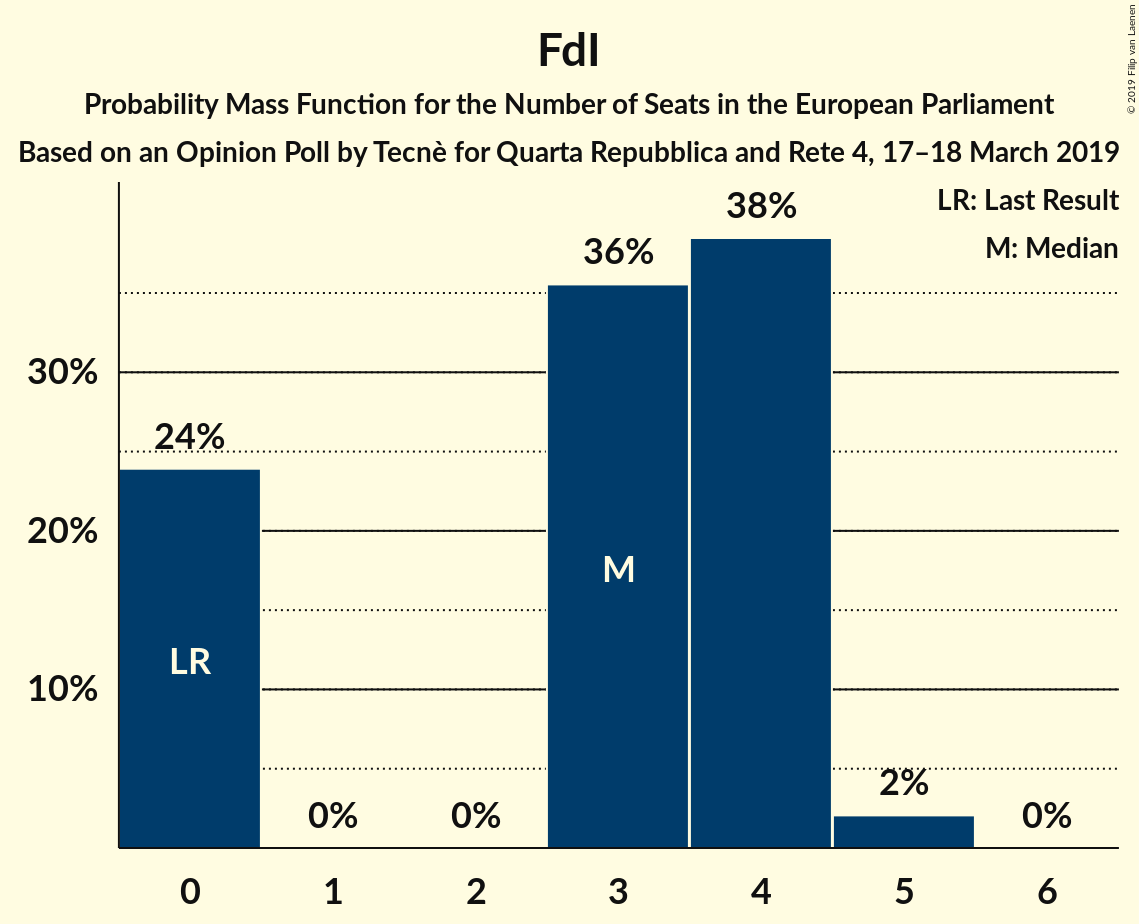 FdI
Probability Mass Function for the Number of Seats in the European Parliament
Based on an Opinion Poll by Tecnè for Quarta Repubblica and Rete 4, 17–18 March 2019
© 2019 Filip van Laenen
LR: Last Result
M: Median
38%
36%
30%
24%
20%
M
LR
10%
2%
0%
0%
0%
0 1 2 3 4 5 6